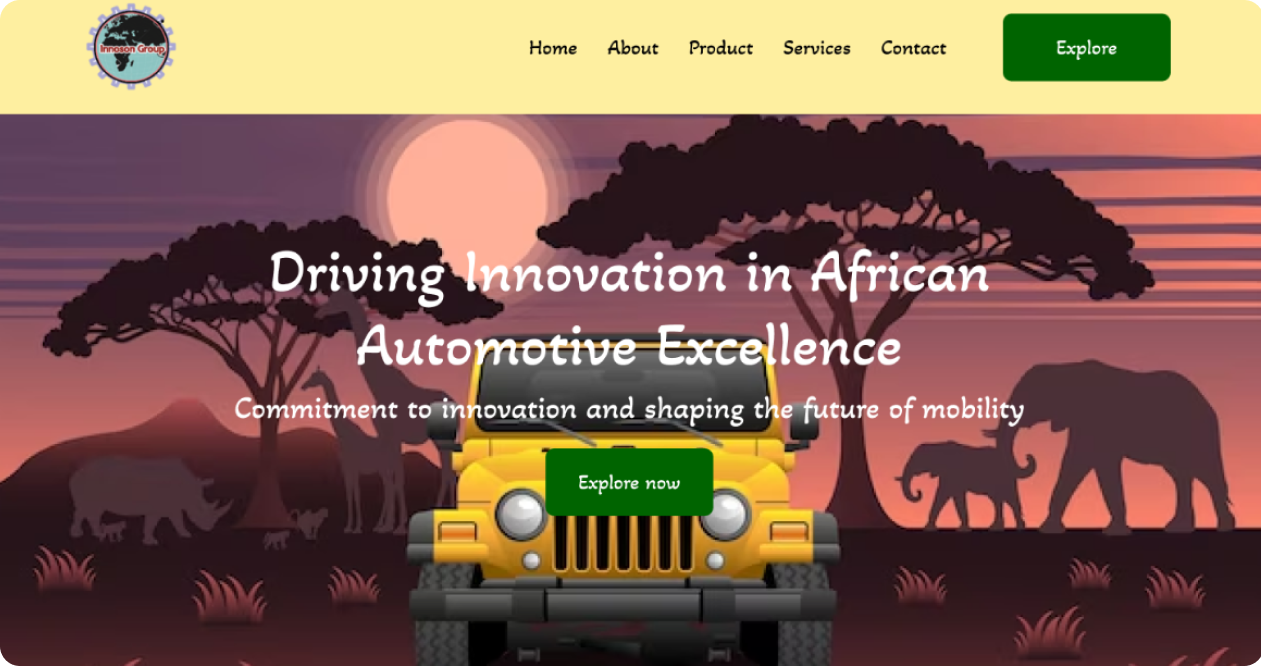 Innoson Group
Home About Product Services Contact Explore
Driving Innovation in African
Automotive Excellence
Commitment to innovation and shaping the future of mobility
Explore now